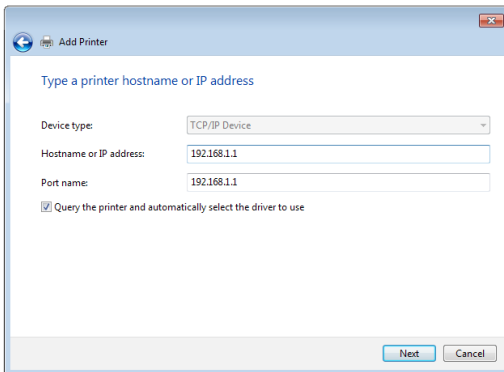 Add Printer
Type a printer hostname or IP address
Device type: TCP/IP Device
Hostname or IP address: 192.168.1.1
Port name: 192.168.1.1
Query the printer and automatically select the driver to use
Next Cancel